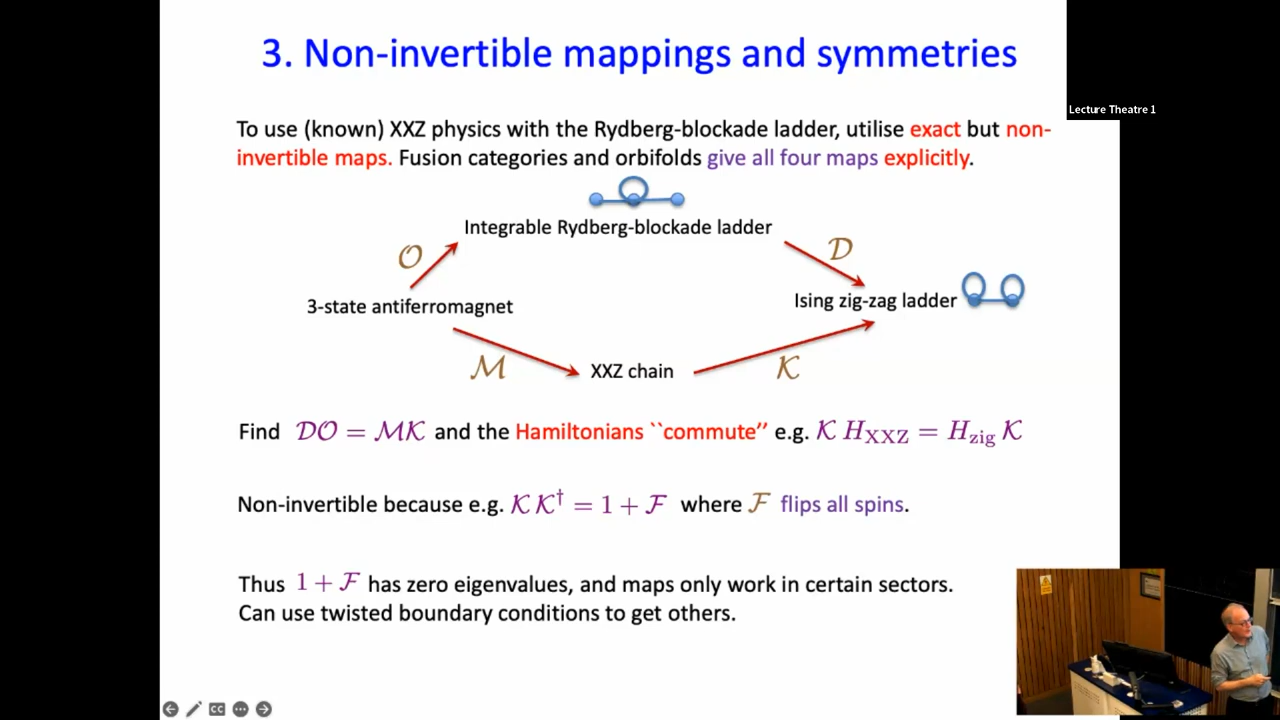 3. Non-invertible mappings and symmetries
Lecture Theatre 1
To use (known) XXZ physics with the Rydberg-blockade ladder, utilise exact but non-
invertible maps. Fusion categories and orbifolds give all four maps explicitly.
Integrable Rydberg-blockade ladder
𝒪
𝒟
3-state antiferromagnet
Ising zig-zag ladder
ℳ
XXZ chain
𝒦
Find 𝒟𝒪 = ℳ𝒦 and the Hamiltonians ``commute'' e.g. 𝒦 H_XXZ = H_zig 𝒦
Non-invertible because e.g. 𝒦𝒦† = 1 + ℱ where ℱ flips all spins.
Thus 1 + ℱ has zero eigenvalues, and maps only work in certain sectors.
Can use twisted boundary conditions to get others.
CC